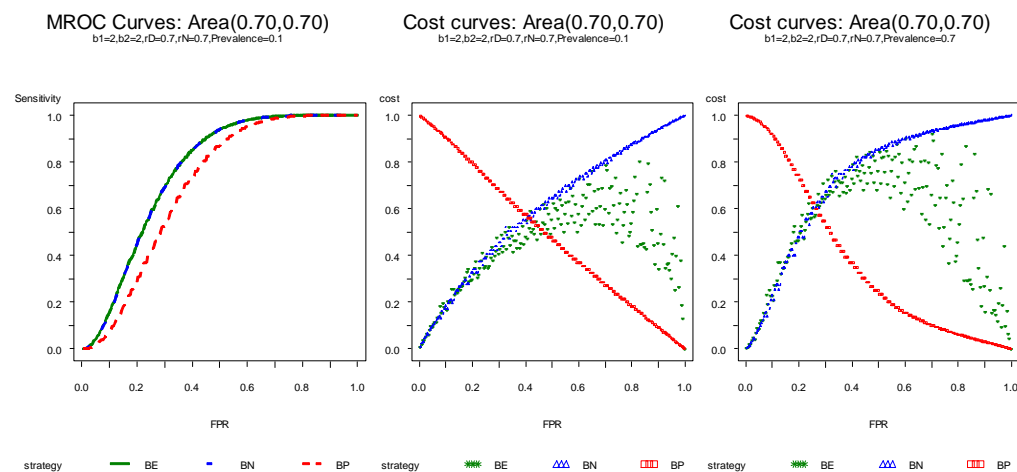 MROC Curves: Area(0.70,0.70)
b1=2,b2=2,rD=0.7,rN=0.7,Prevalence=0.1
Sensitivity
1.0
0.8
0.6
0.4
0.2
0.0
0.0 0.2 0.4 0.6 0.8 1.0
FPR
strategy BE BN BP
Cost curves: Area(0.70,0.70)
b1=2,b2=2,rD=0.7,rN=0.7,Prevalence=0.1
cost
1.0
0.8
0.6
0.4
0.2
0.0
0.0 0.2 0.4 0.6 0.8 1.0
FPR
strategy BE BN BP
Cost curves: Area(0.70,0.70)
b1=2,b2=2,rD=0.7,rN=0.7,Prevalence=0.7
cost
1.0
0.8
0.6
0.4
0.2
0.0
0.0 0.2 0.4 0.6 0.8 1.0
FPR
strategy BE BN BP